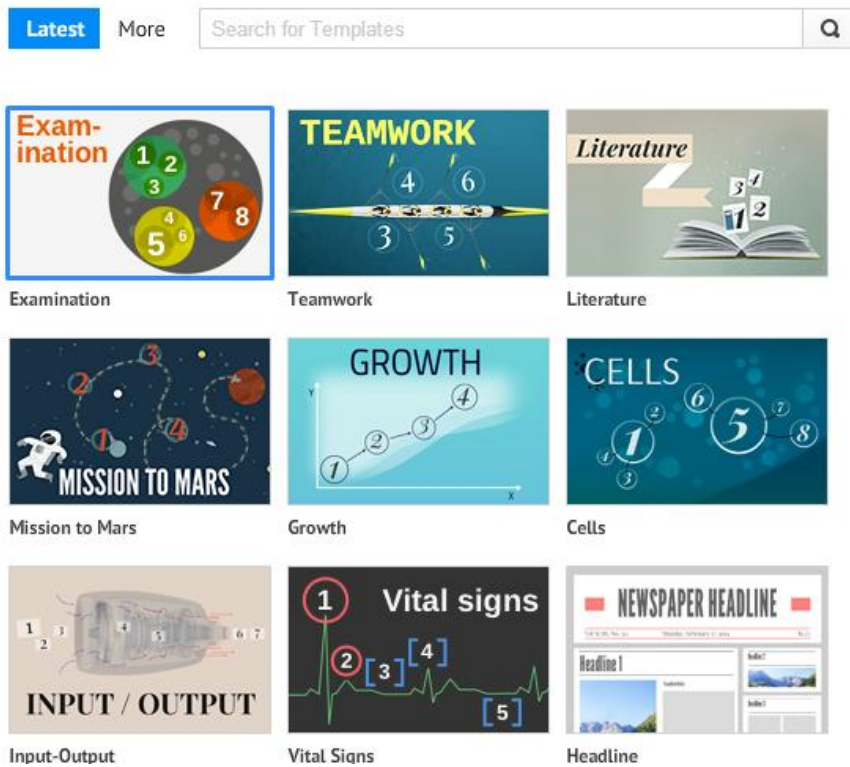 Latest More Search for Templates
Exam-
ination
1 2
3
4
5 6
7
8
TEAMWORK
4 6
3 5
Literature
3 4
1 2
Examination Teamwork Literature
3
2
1 4
MISSION TO MARS
GROWTH
Y
4
3
2
1
X
CELLS
2 6 7
1 5 8
4
3
Mission to Mars Growth Cells
1 2 3 4 5 6 7
INPUT / OUTPUT
1 Vital signs
2 [3] [4]
[5]
NEWSPAPER HEADLINE
Headline 1
Input-Output Vital Signs Headline